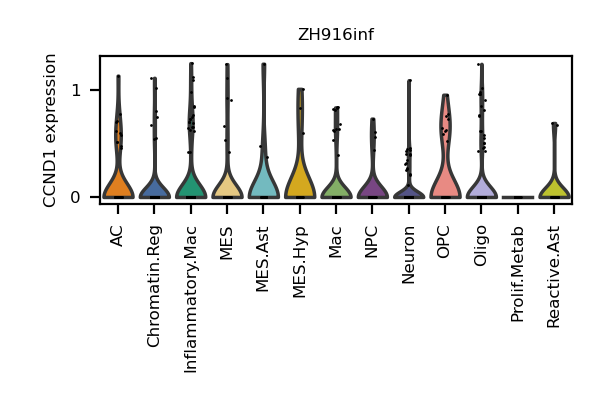 ZH916inf
CCND1 expression
1
0
AC
Chromatin.Reg
Inflammatory.Mac
MES
MES.Ast
MES.Hyp
Mac
NPC
Neuron
OPC
Oligo
Prolif.Metab
Reactive.Ast